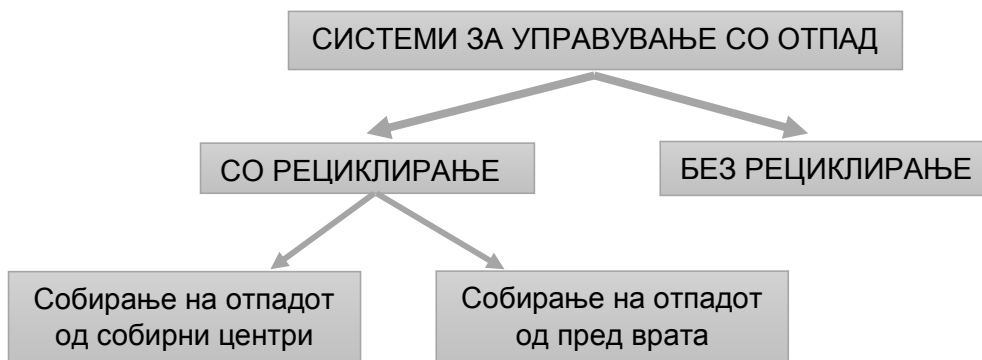 СИСТЕМИ ЗА УПРАВУВАЊЕ СО ОТПАД
СО РЕЦИКЛИРАЊЕ
БЕЗ РЕЦИКЛИРАЊЕ
Собирање на отпадот
од собирни центри
Собирање на отпадот
од пред врата